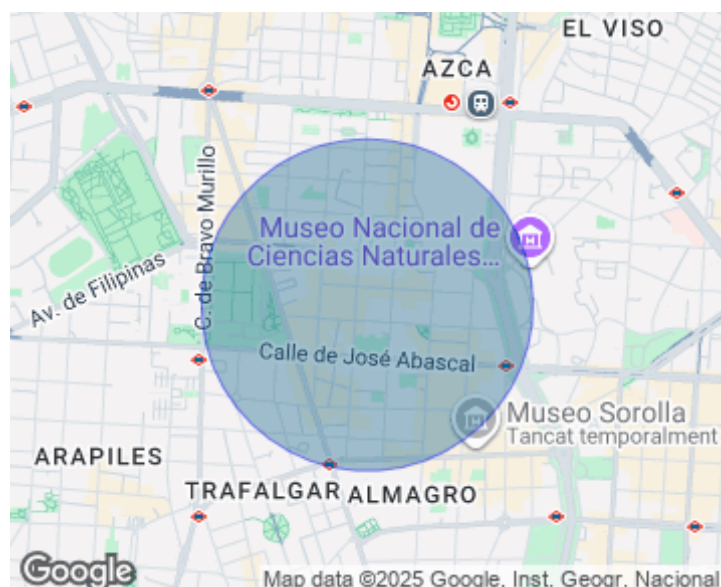 EL VISO
AZCA
C. de Bravo Murillo
Museo Nacional de
Ciencias Naturales...
Av. de Filipinas
Calle de José Abascal
Museo Sorolla
Tancat temporalment
ARAPILES
TRAFALGAR
ALMAGRO
Google
Map data ©2025 Google, Inst. Geogr. Nacional